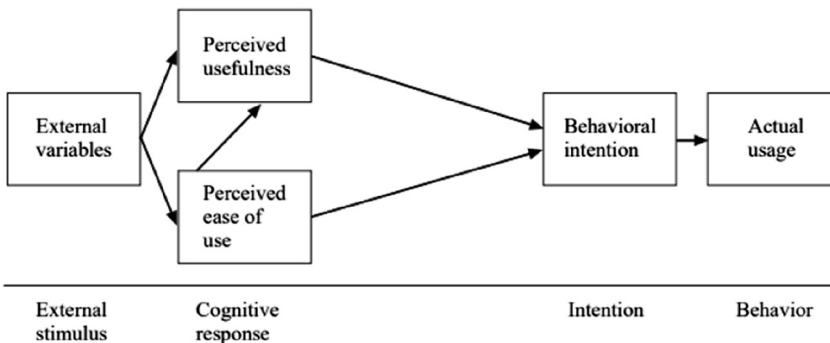 Perceived
usefulness
External
variables
Behavioral
intention
Actual
usage
Perceived
ease of
use
External
stimulus
Cognitive
response
Intention
Behavior